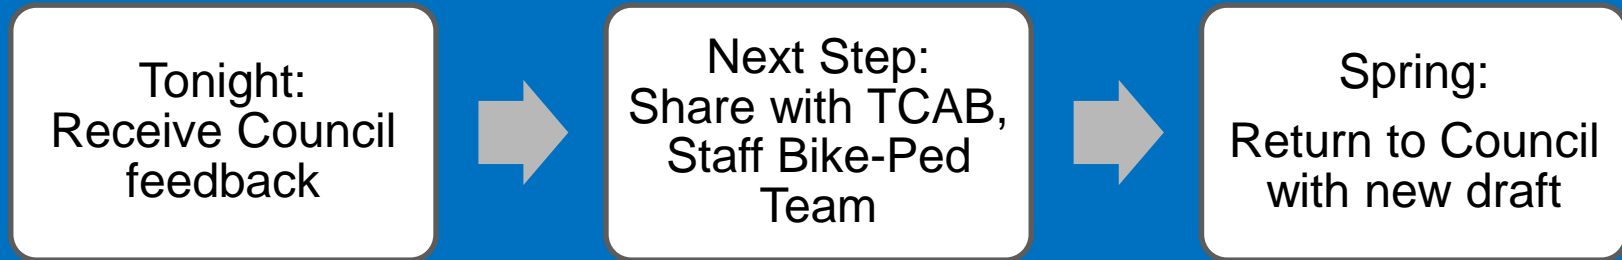 Tonight:
Receive Council
feedback
Next Step:
Share with TCAB,
Staff Bike-Ped
Team
Spring:
Return to Council
with new draft